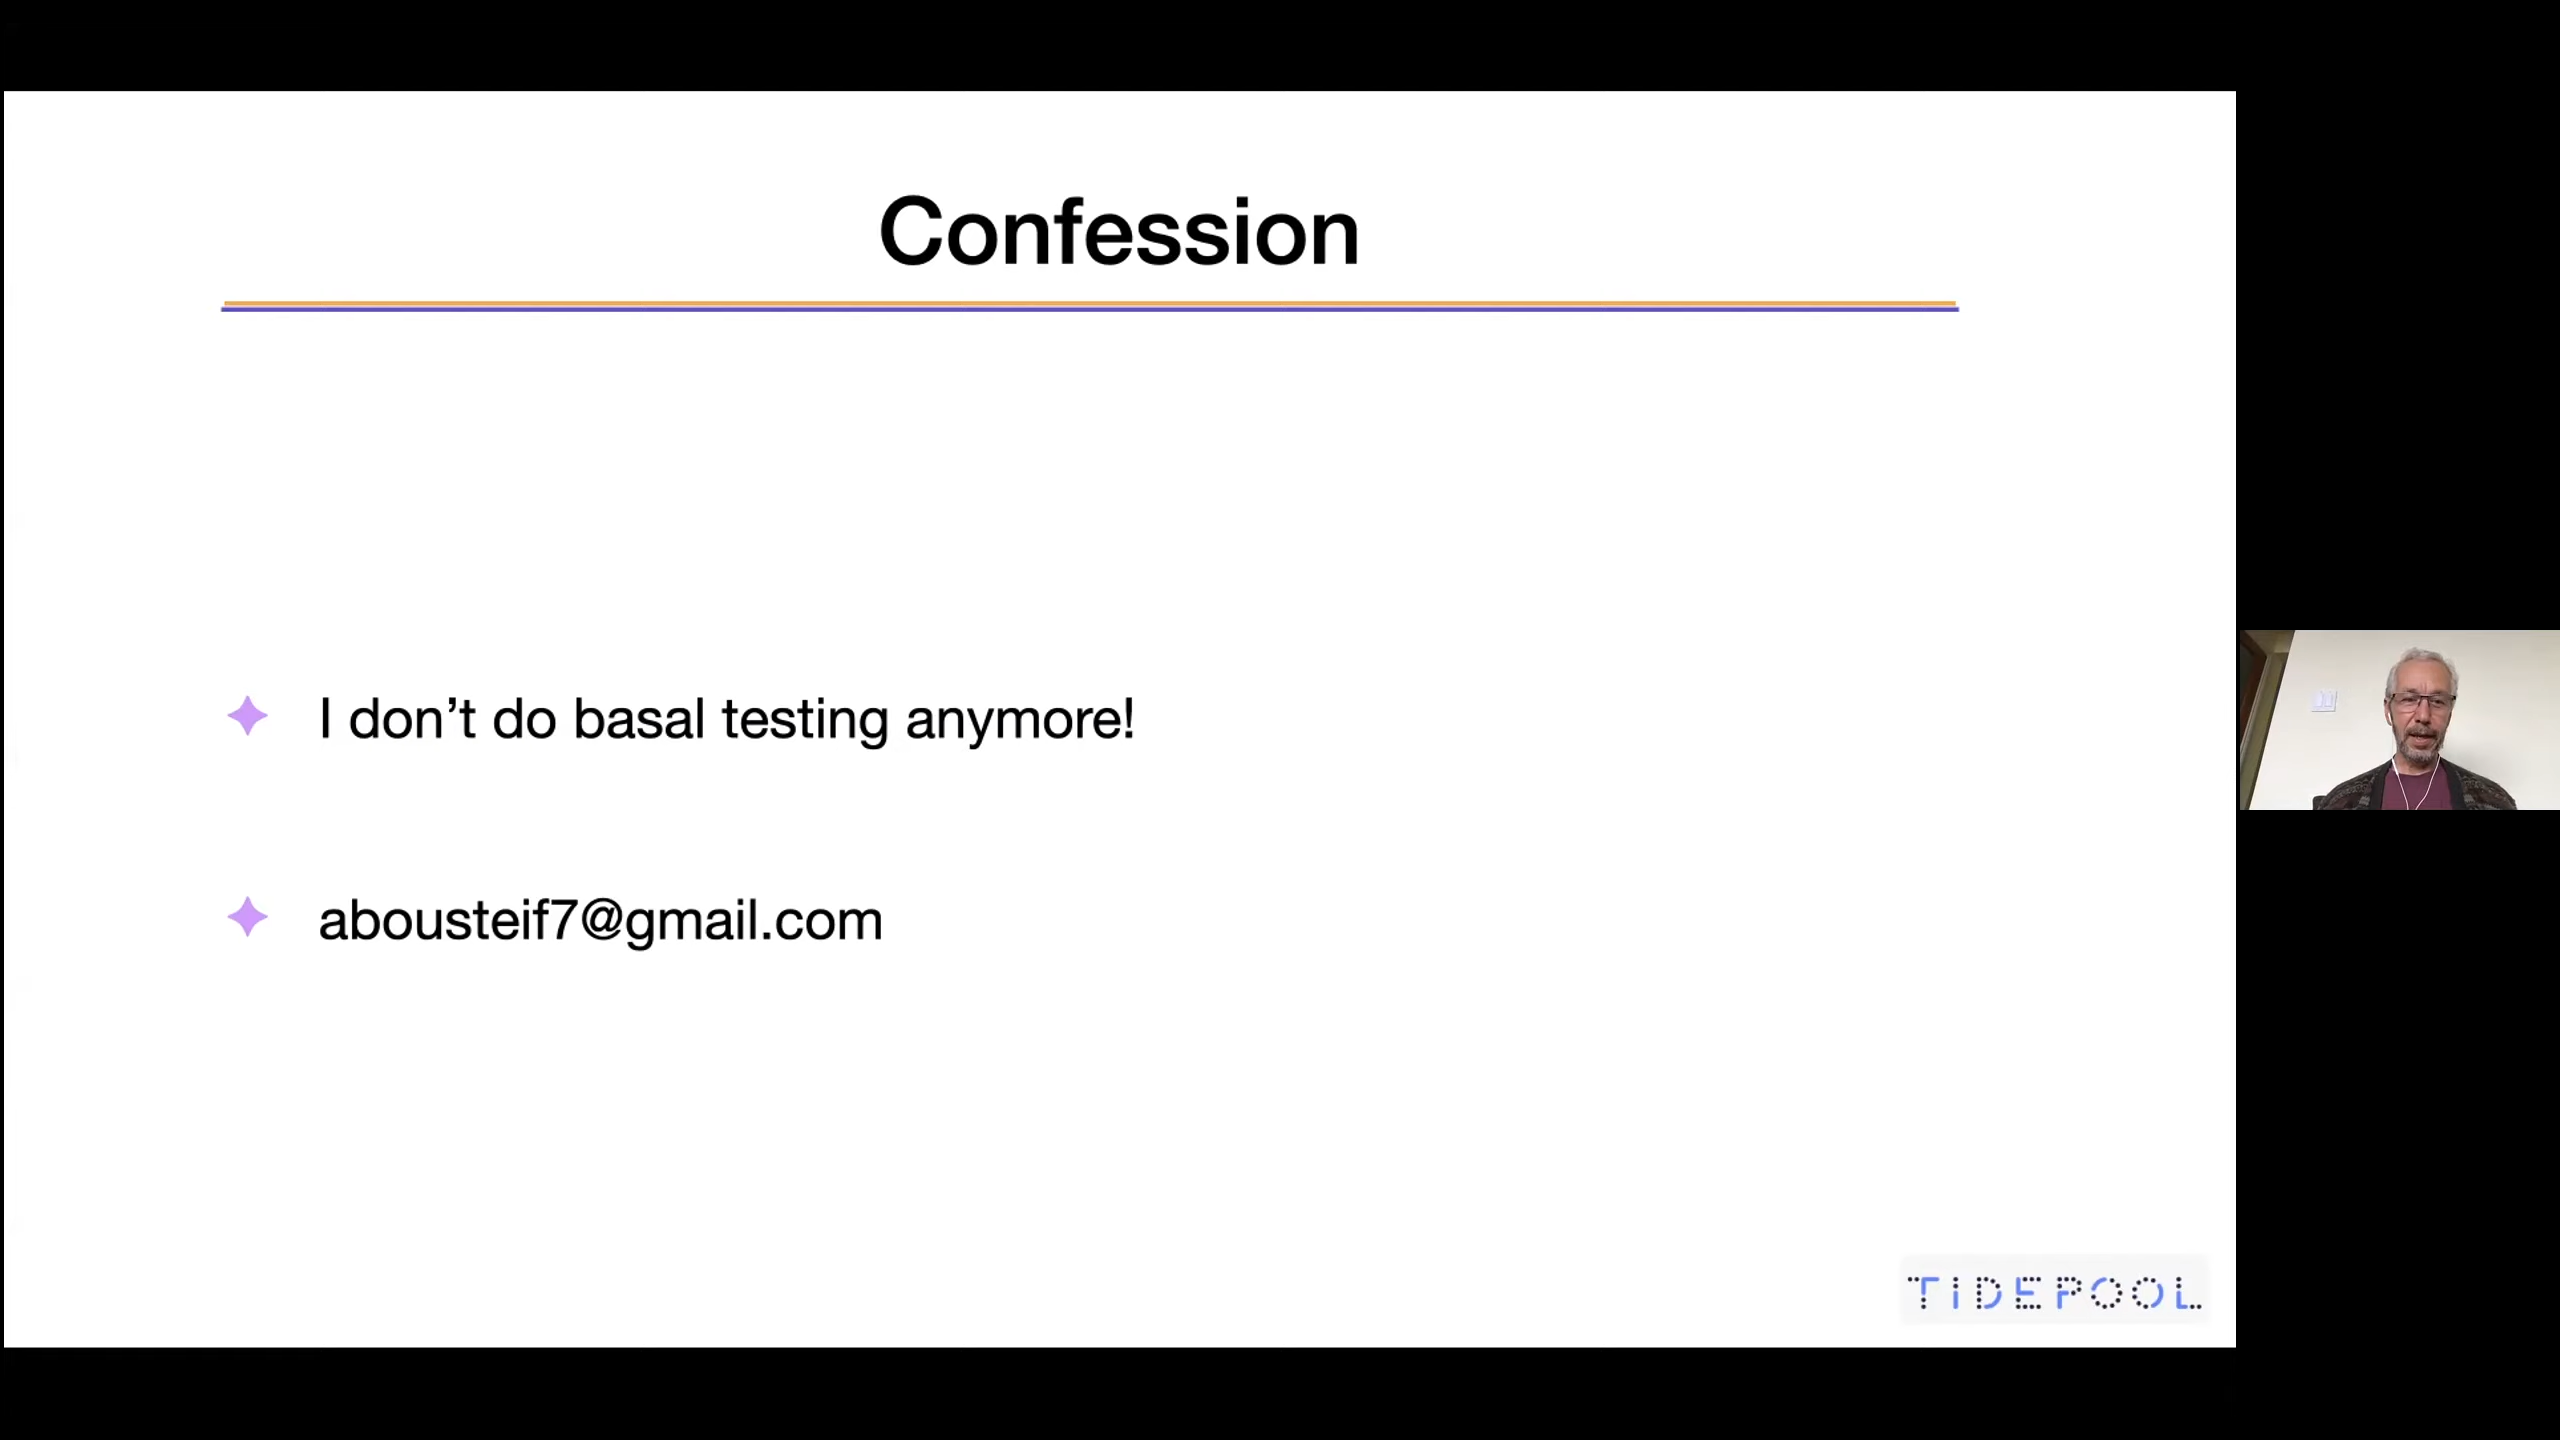 Confession
I don’t do basal testing anymore!
abousteif7@gmail.com
TIDEPOOL